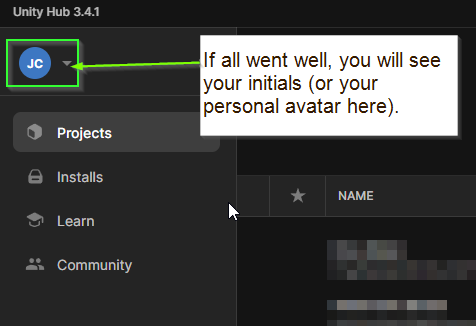 Unity Hub 3.4.1
JC
If all went well, you will see
your initials (or your
personal avatar here).
Projects
Installs
Learn
Community
NAME